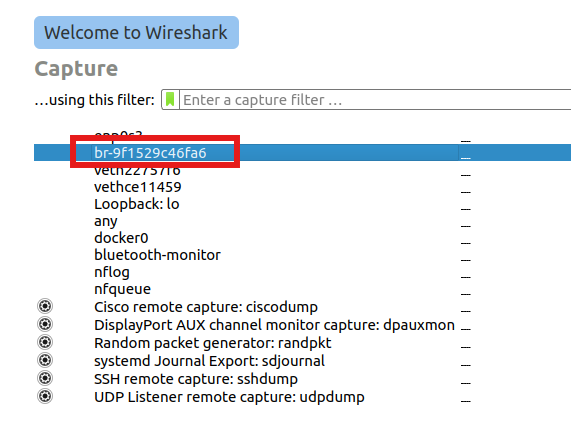 Welcome to Wireshark
Capture
...using this filter: Enter a capture filter ...
enp0s3
br-9f1529c46fa6
veth22757f6
vethce11459
Loopback: lo
any
docker0
bluetooth-monitor
nflog
nfqueue
Cisco remote capture: ciscodump
DisplayPort AUX channel monitor capture: dpauxmon
Random packet generator: randpkt
systemd Journal Export: sdjournal
SSH remote capture: sshdump
UDP Listener remote capture: udpdump